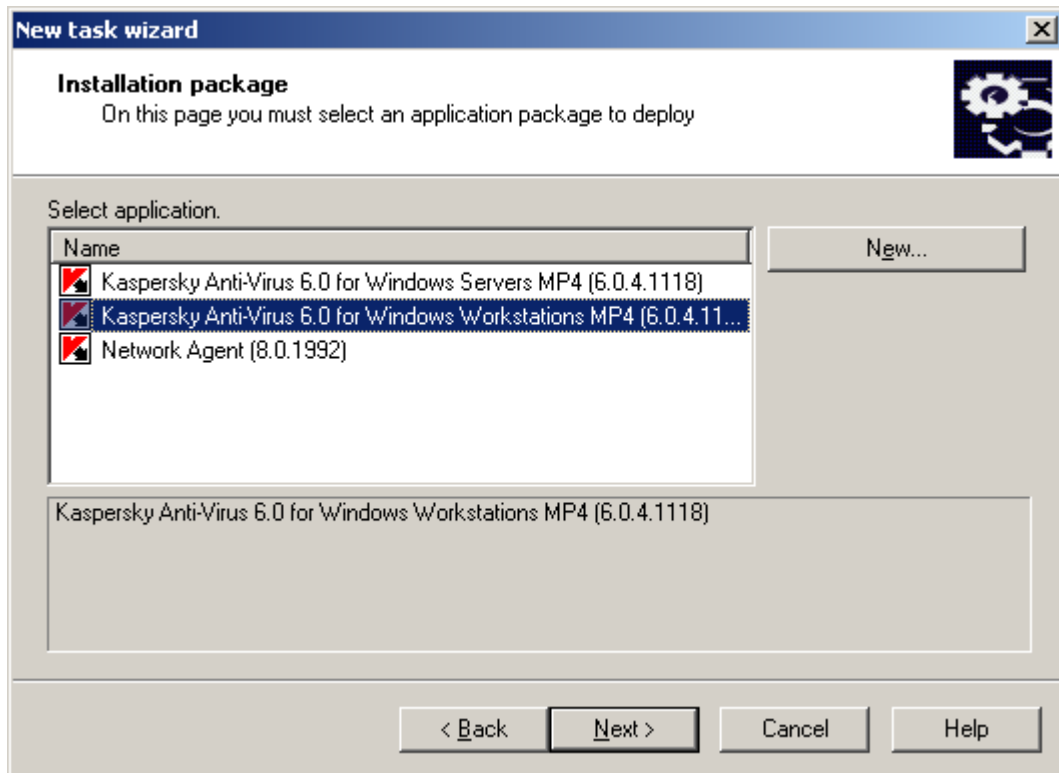 New task wizard
Installation package
On this page you must select an application package to deploy
Select application.
Name
New...
Kaspersky Anti-Virus 6.0 for Windows Servers MP4 (6.0.4.1118)
Kaspersky Anti-Virus 6.0 for Windows Workstations MP4 (6.0.4.11...
Network Agent (8.0.1992)
Kaspersky Anti-Virus 6.0 for Windows Workstations MP4 (6.0.4.1118)
< Back Next > Cancel Help